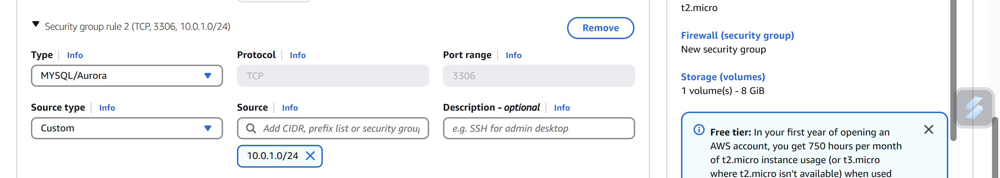 Security group rule 2 (TCP, 3306, 10.0.1.0/24)
Remove
Type Info
Protocol Info
Port range Info
MYSQL/Aurora
TCP
3306
Source type Info
Source Info
Description - optional Info
Custom
Add CIDR, prefix list or security group
e.g. SSH for admin desktop
10.0.1.0/24
t2.micro
Firewall (security group)
New security group
Storage (volumes)
1 volume(s) - 8 GiB
Free tier: In your first year of opening an
AWS account, you get 750 hours per month
of t2.micro instance usage (or t3.micro
where t2.micro isn't available) when used